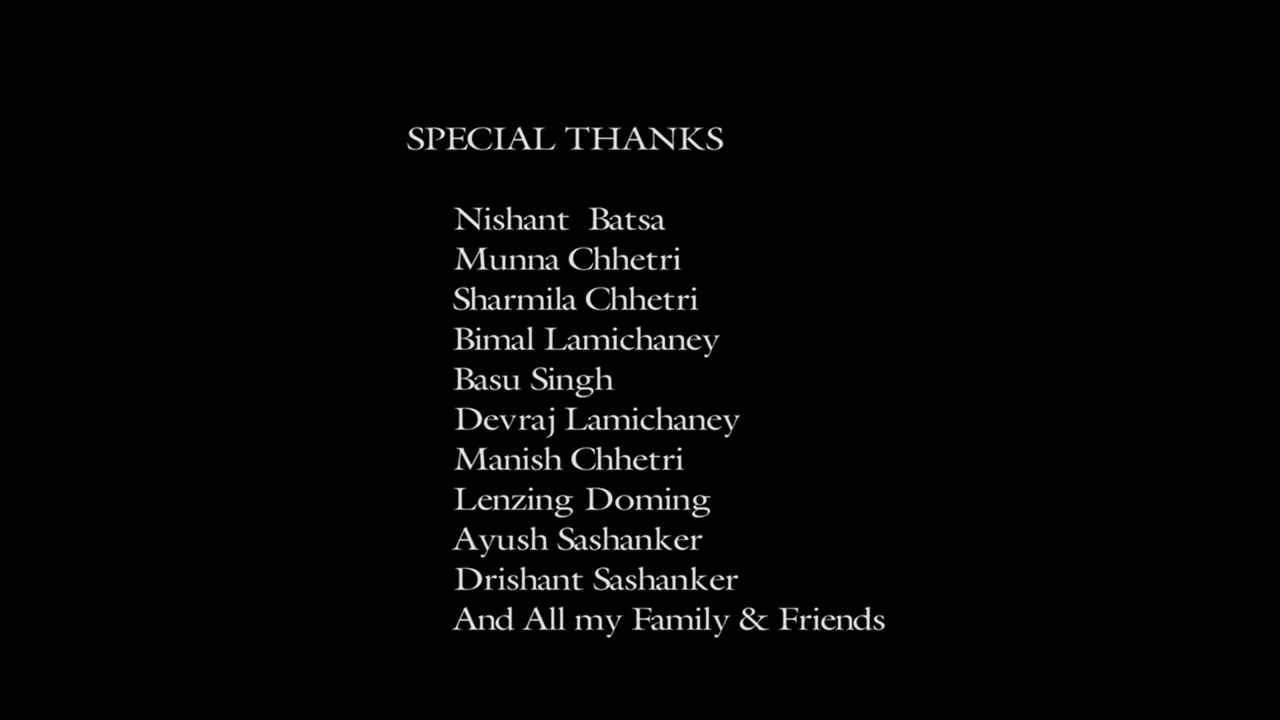 SPECIAL THANKS
Nishant Batsa
Munna Chhetri
Sharmila Chhetri
Bimal Lamichaney
Basu Singh
Devraj Lamichaney
Manish Chhetri
Lenzing Doming
Ayush Sashanker
Drishant Sashanker
And All my Family & Friends